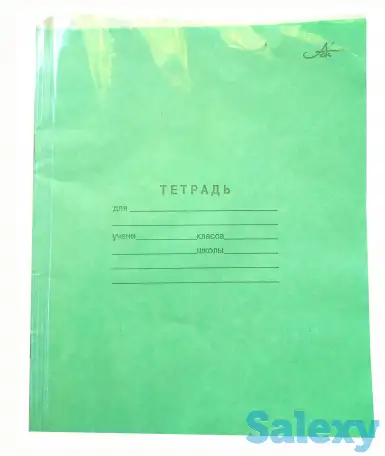 ТЕТРАДЬ
для
учени класса
школы
Salexy